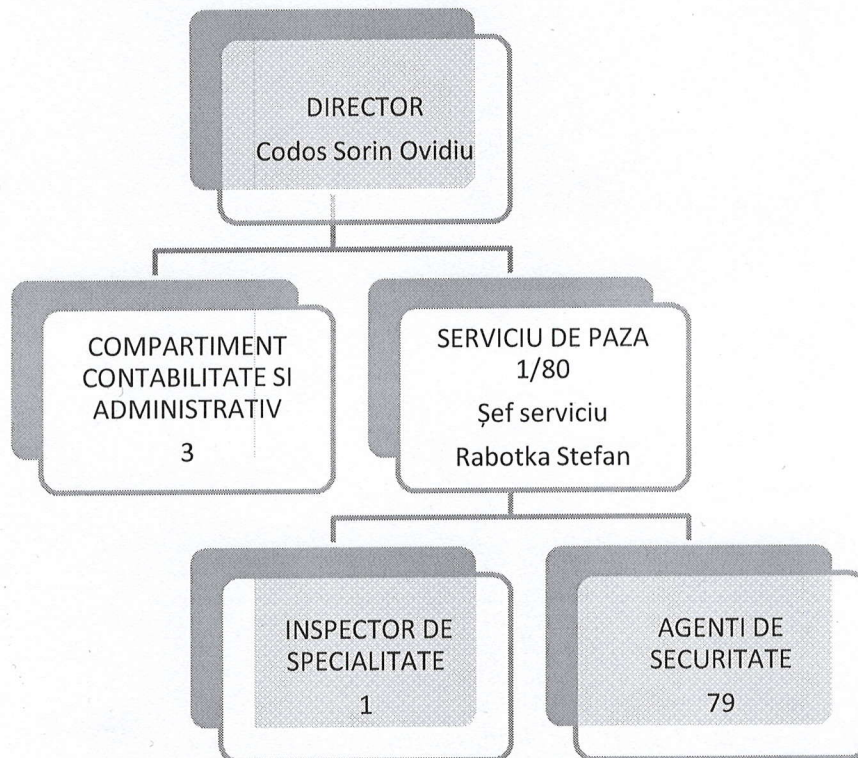 DIRECTOR
Codos Sorin Ovidiu
COMPARTIMENT
CONTABILITATE SI
ADMINISTRATIV
3
SERVICIU DE PAZA
1/80
Şef serviciu
Rabotka Stefan
INSPECTOR DE
SPECIALITATE
1
AGENTI DE
SECURITATE
79